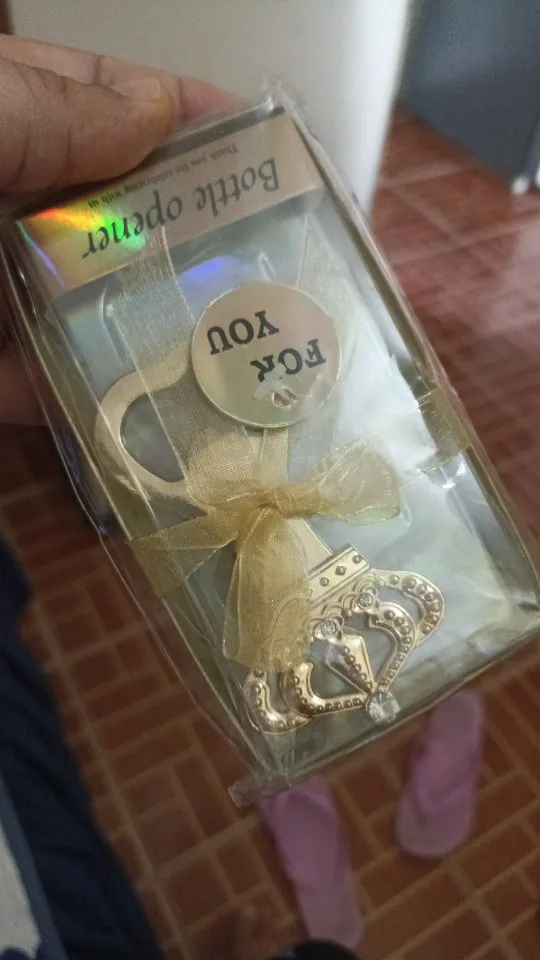 Bottle opener
Thank you for celebrating with us
FOR
YOU